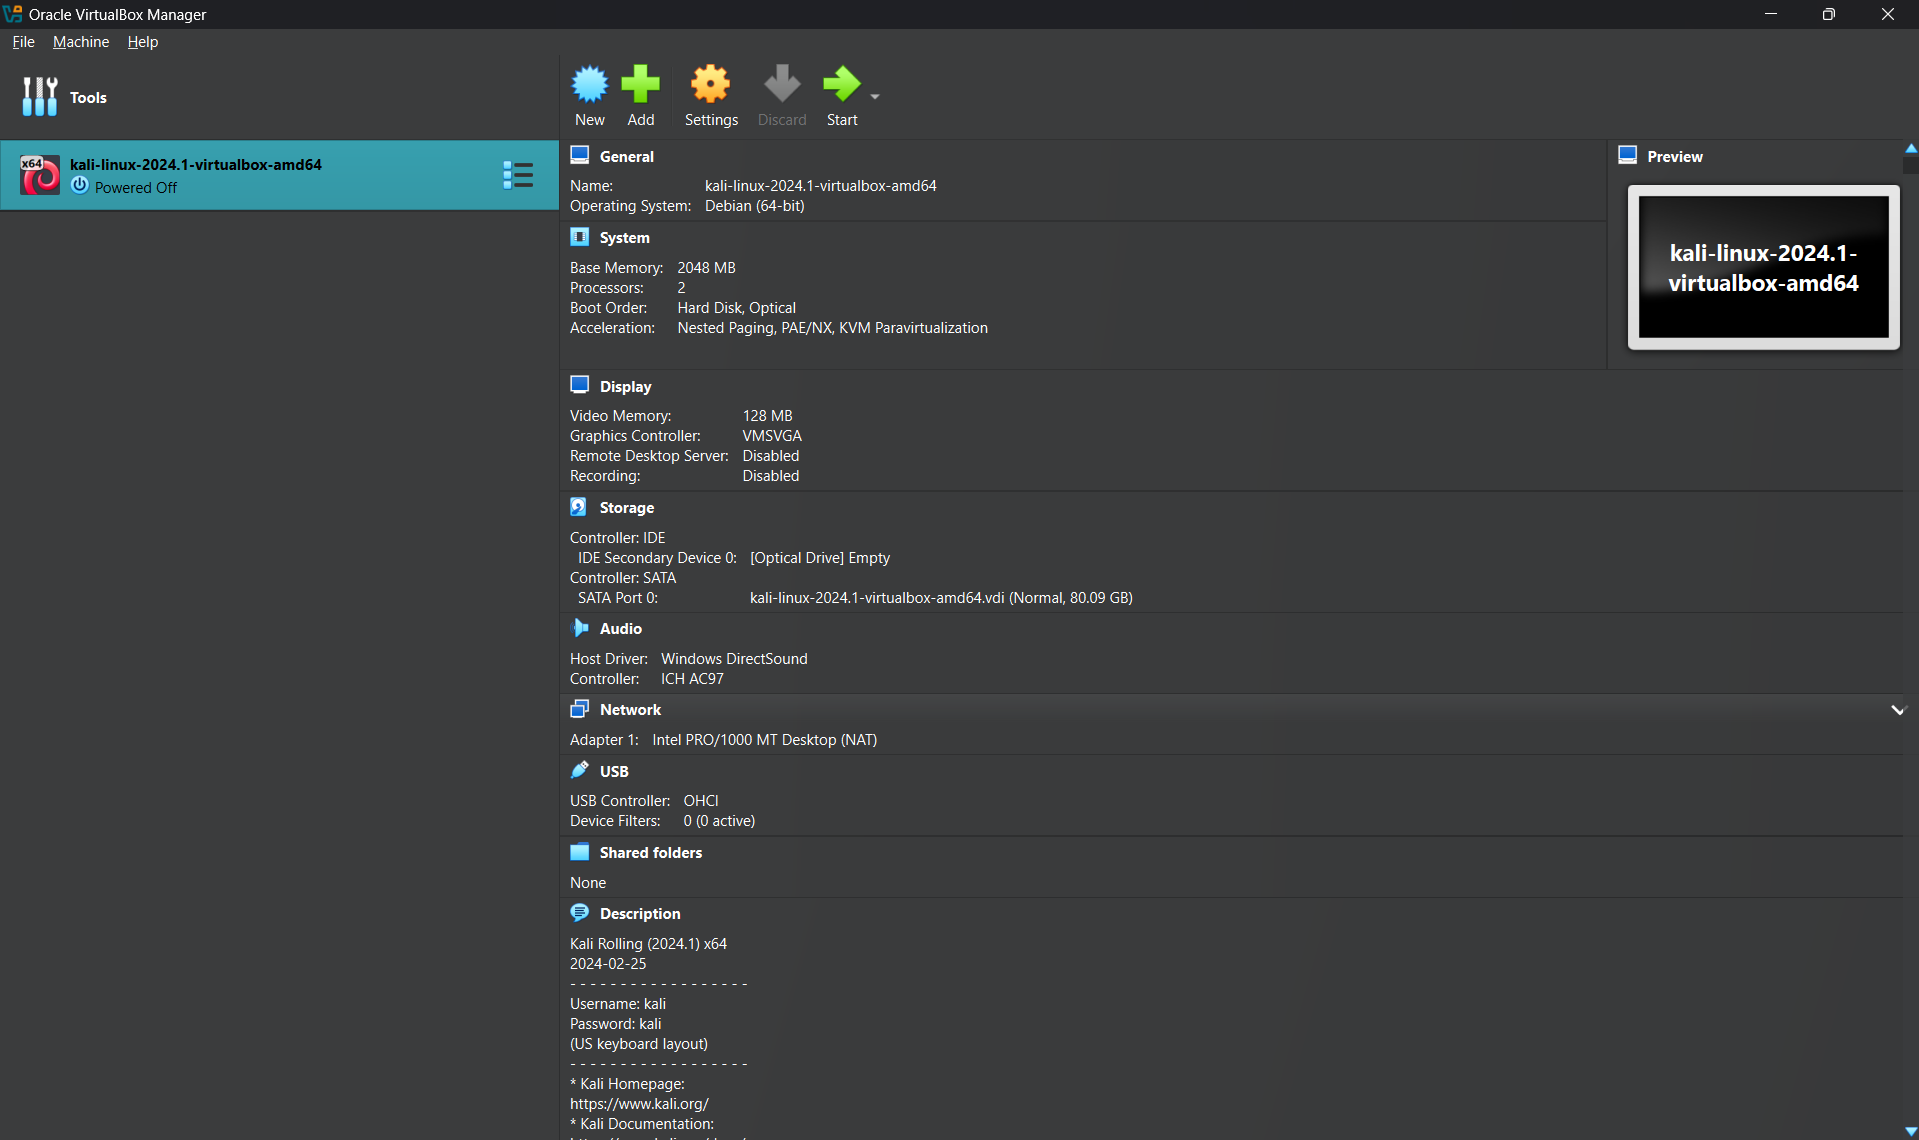 Oracle VirtualBox Manager
File Machine Help
Tools
New Add Settings Discard Start
x64
kali-linux-2024.1-virtualbox-amd64
Powered Off
General
Name: kali-linux-2024.1-virtualbox-amd64
Operating System: Debian (64-bit)
Preview
kali-linux-2024.1-
virtualbox-amd64
System
Base Memory: 2048 MB
Processors: 2
Boot Order: Hard Disk, Optical
Acceleration: Nested Paging, PAE/NX, KVM Paravirtualization
Display
Video Memory: 128 MB
Graphics Controller: VMSVGA
Remote Desktop Server: Disabled
Recording: Disabled
Storage
Controller: IDE
IDE Secondary Device 0: [Optical Drive] Empty
Controller: SATA
SATA Port 0: kali-linux-2024.1-virtualbox-amd64.vdi (Normal, 80.09 GB)
Audio
Host Driver: Windows DirectSound
Controller: ICH AC97
Network
Adapter 1: Intel PRO/1000 MT Desktop (NAT)
USB
USB Controller: OHCI
Device Filters: 0 (0 active)
Shared folders
None
Description
Kali Rolling (2024.1) x64
2024-02-25
- - - - - - - - - - - - - - - - - -
Username: kali
Password: kali
(US keyboard layout)
- - - - - - - - - - - - - - - - - -
* Kali Homepage:
https://www.kali.org/
* Kali Documentation: